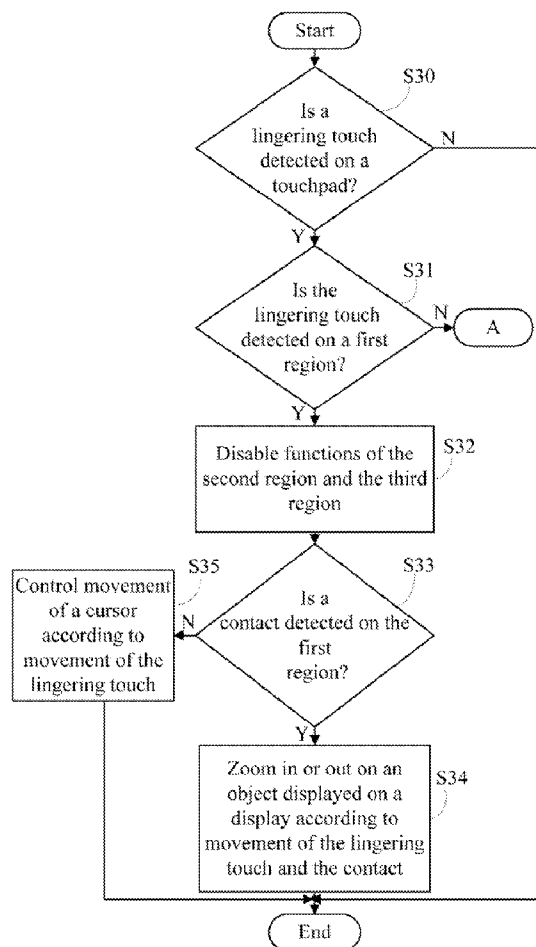 Start
S30
Is a
lingering touch
detected on a
touchpad?
N
Y
S31
Is the
lingering touch
detected on a first
region?
N
A
Y
Disable functions of the
second region and the third
region
S32
S35
Control movement
of a cursor
according to
movement of the
lingering touch
S33
Is a
contact detected on the
first
region?
N
Y
Zoom in or out on an
object displayed on a
display according to
movement of the lingering
touch and the contact
S34
End